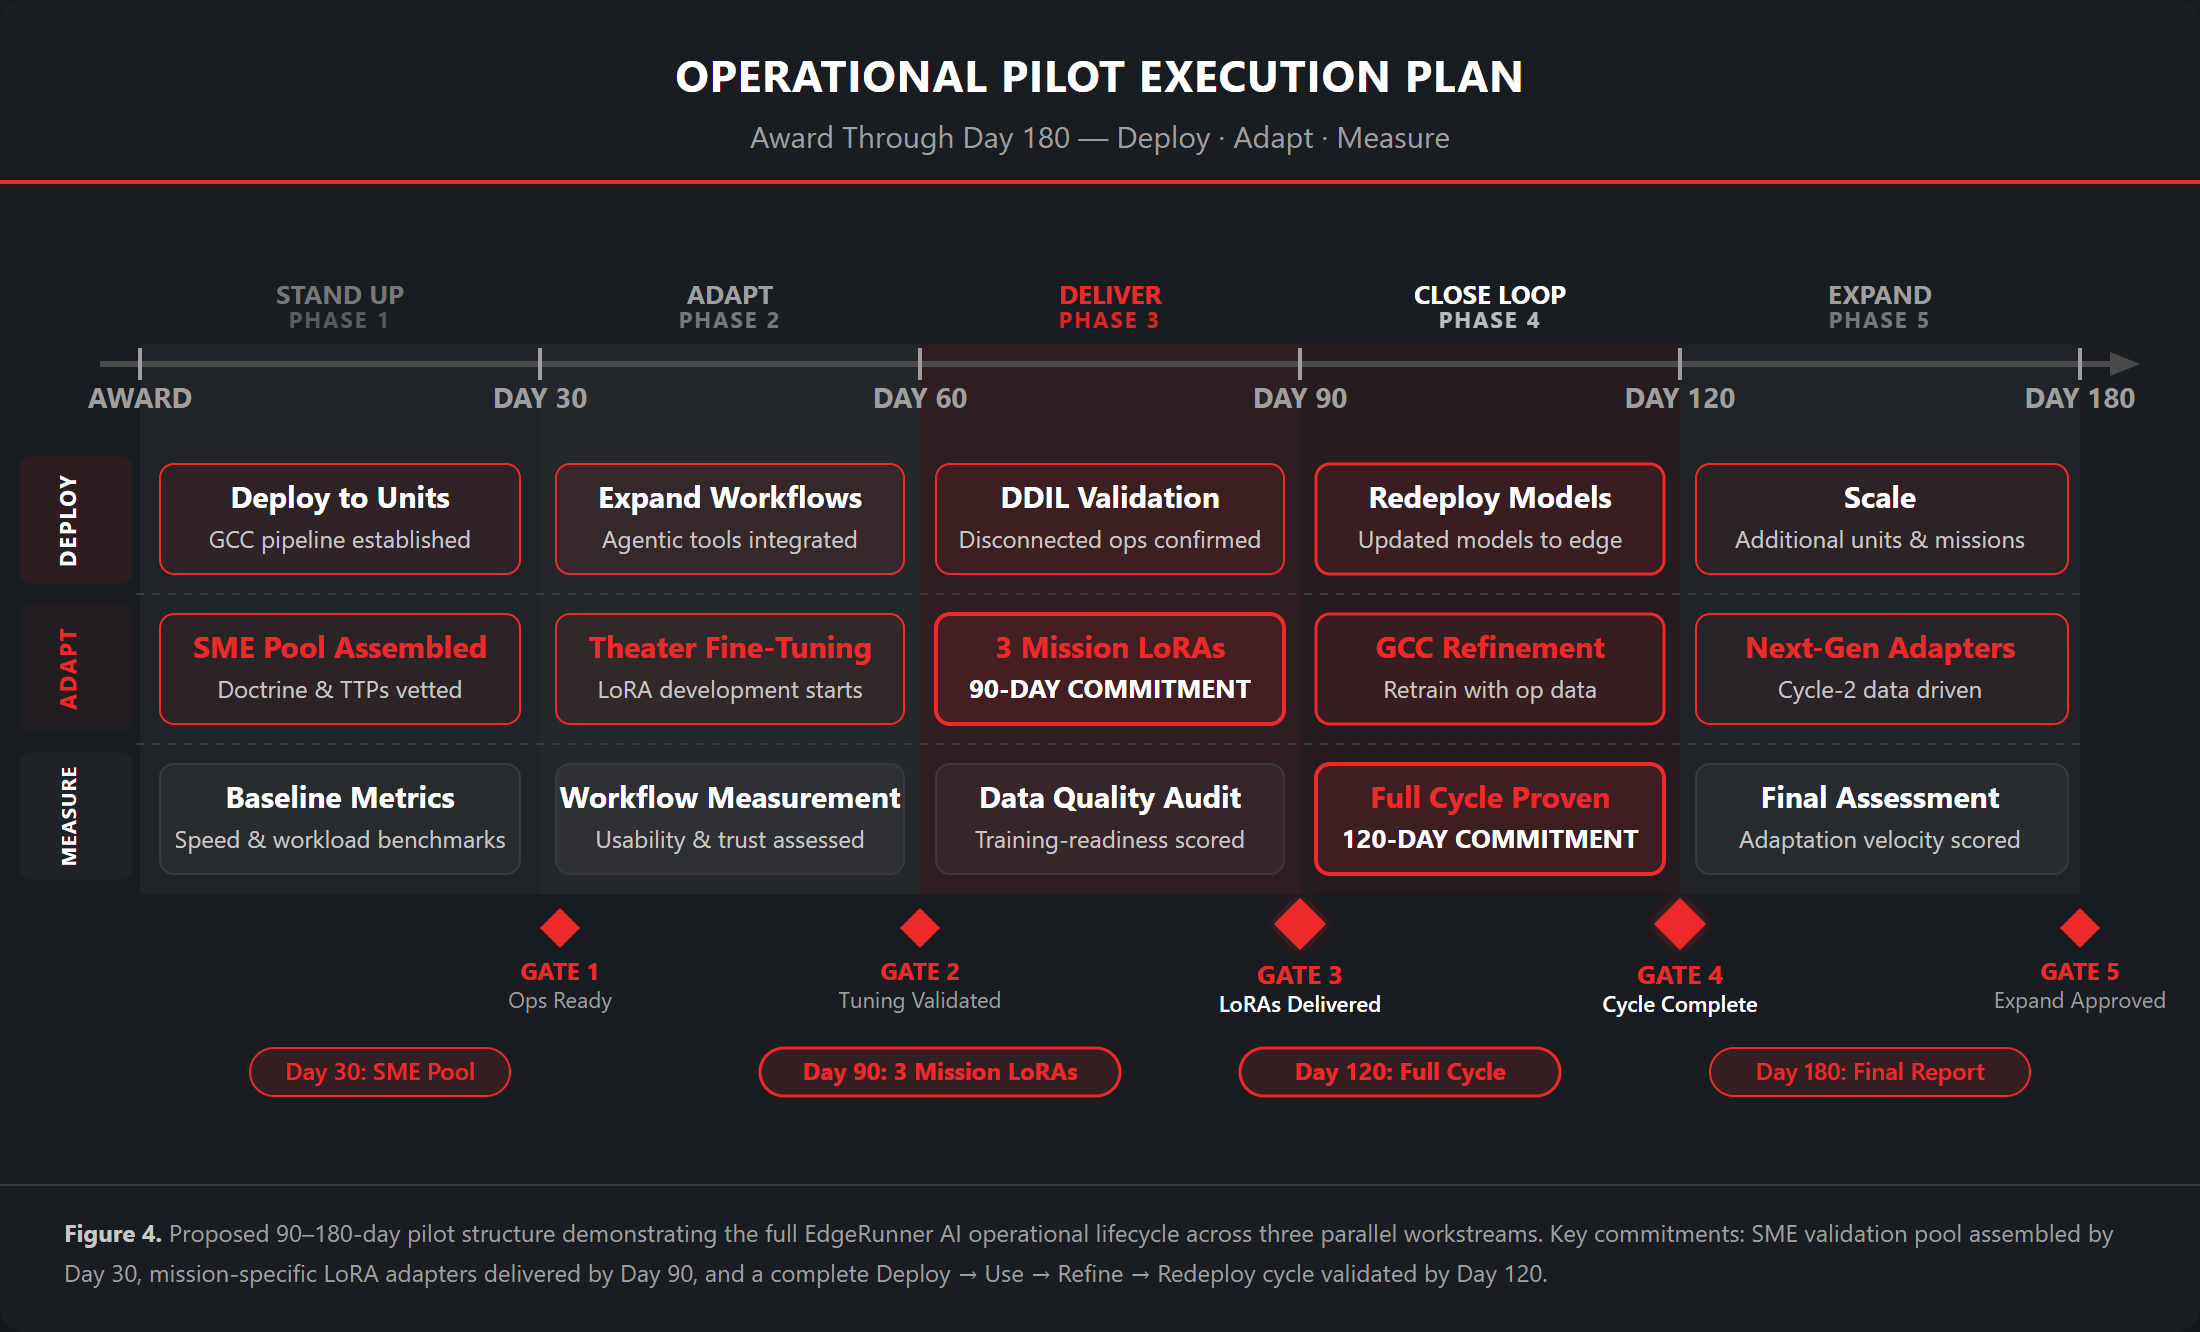 OPERATIONAL PILOT EXECUTION PLAN
Award Through Day 180 — Deploy · Adapt · Measure
STAND UP
PHASE 1
ADAPT
PHASE 2
DELIVER
PHASE 3
CLOSE LOOP
PHASE 4
EXPAND
PHASE 5
AWARD
DAY 30
DAY 60
DAY 90
DAY 120
DAY 180
DEPLOY
Deploy to Units
GCC pipeline established
Expand Workflows
Agentic tools integrated
DDIL Validation
Disconnected ops confirmed
Redeploy Models
Updated models to edge
Scale
Additional units & missions
ADAPT
SME Pool Assembled
Doctrine & TTPs vetted
Theater Fine-Tuning
LoRA development starts
3 Mission LoRAs
90-DAY COMMITMENT
GCC Refinement
Retrain with op data
Next-Gen Adapters
Cycle-2 data driven
MEASURE
Baseline Metrics
Speed & workload benchmarks
Workflow Measurement
Usability & trust assessed
Data Quality Audit
Training-readiness scored
Full Cycle Proven
120-DAY COMMITMENT
Final Assessment
Adaptation velocity scored
GATE 1
Ops Ready
GATE 2
Tuning Validated
GATE 3
LoRAs Delivered
GATE 4
Cycle Complete
GATE 5
Expand Approved
Day 30: SME Pool
Day 90: 3 Mission LoRAs
Day 120: Full Cycle
Day 180: Final Report
Figure 4. Proposed 90–180-day pilot structure demonstrating the full EdgeRunner AI operational lifecycle across three parallel workstreams. Key commitments: SME validation pool assembled by
Day 30, mission-specific LoRA adapters delivered by Day 90, and a complete Deploy → Use → Refine → Redeploy cycle validated by Day 120.